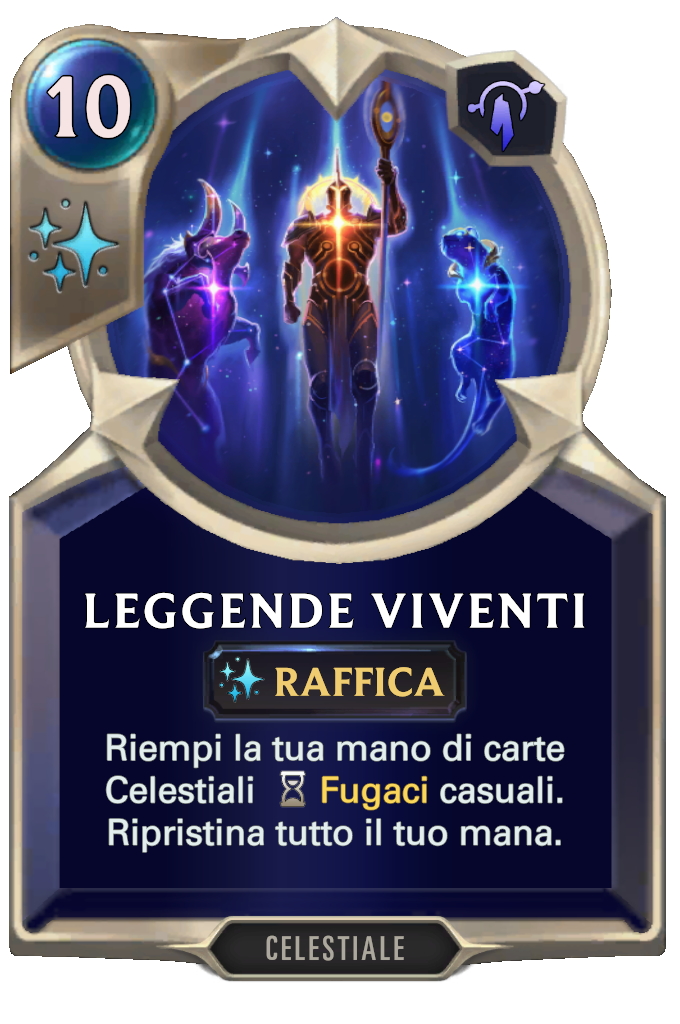 10
LEGGENDE VIVENTI
RAFFICA
Riempi la tua mano di carte
Celestiali Fugaci casuali.
Ripristina tutto il tuo mana.
CELESTIALE